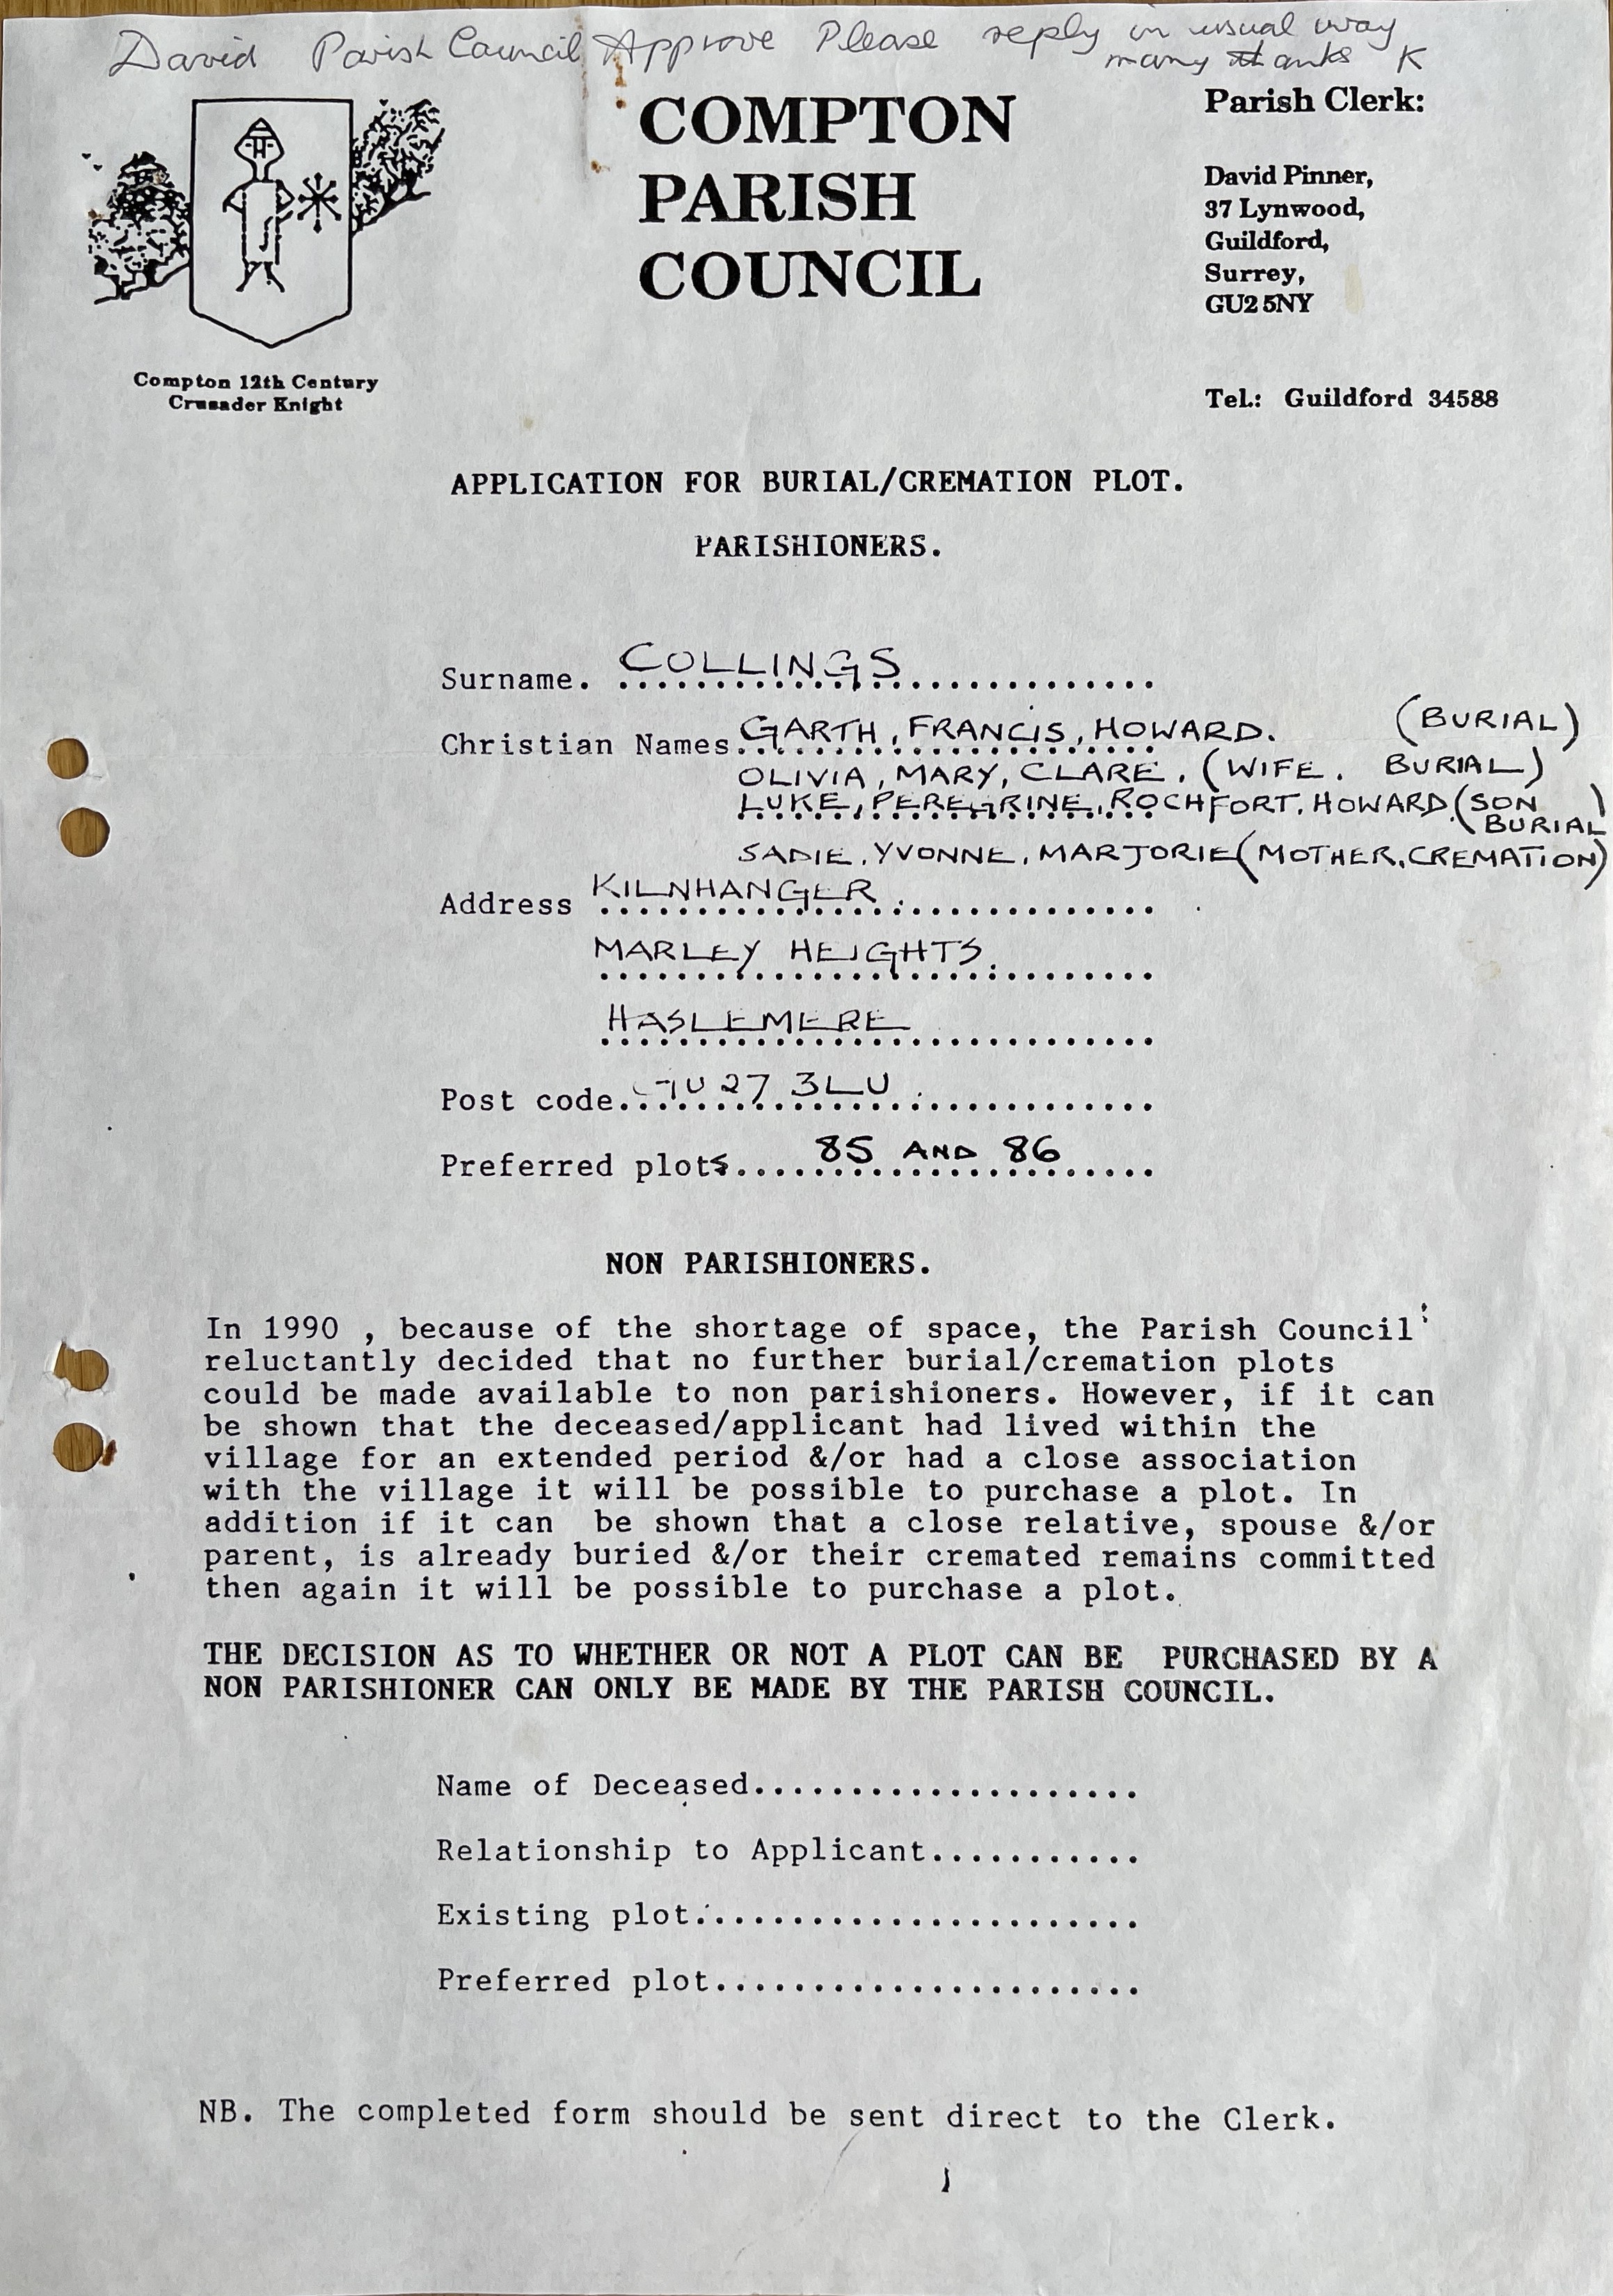 David Parish Council Approve Please reply in usual way
many thanks K
COMPTON
PARISH
COUNCIL
Parish Clerk:
David Pinner,
37 Lynwood,
Guildford,
Surrey,
GU2 5NY
Tel.: Guildford 34588
Compton 12th Century
Crusader Knight
APPLICATION FOR BURIAL/CREMATION PLOT.
PARISHIONERS.
Surname. COLLINGS
Christian Names. GARTH, FRANCIS, HOWARD. (BURIAL)
OLIVIA, MARY, CLARE. (WIFE. BURIAL)
LUKE, PEREGRINE, ROCHFORT, HOWARD (SON BURIAL)
SADIE, YVONNE, MARJORIE (MOTHER, CREMATION)
Address KILNHANGER.
MARLEY HEIGHTS.
HASLEMERE
Post code. GU27 3LU.
Preferred plots.... 85 AND 86
NON PARISHIONERS.
In 1990 , because of the shortage of space, the Parish Council
reluctantly decided that no further burial/cremation plots
could be made available to non parishioners. However, if it can
be shown that the deceased/applicant had lived within the
village for an extended period &/or had a close association
with the village it will be possible to purchase a plot. In
addition if it can be shown that a close relative, spouse &/or
parent, is already buried &/or their cremated remains committed
then again it will be possible to purchase a plot.
THE DECISION AS TO WHETHER OR NOT A PLOT CAN BE PURCHASED BY A
NON PARISHIONER CAN ONLY BE MADE BY THE PARISH COUNCIL.
Name of Deceased....................
Relationship to Applicant...........
Existing plot.......................
Preferred plot......................
NB. The completed form should be sent direct to the Clerk.